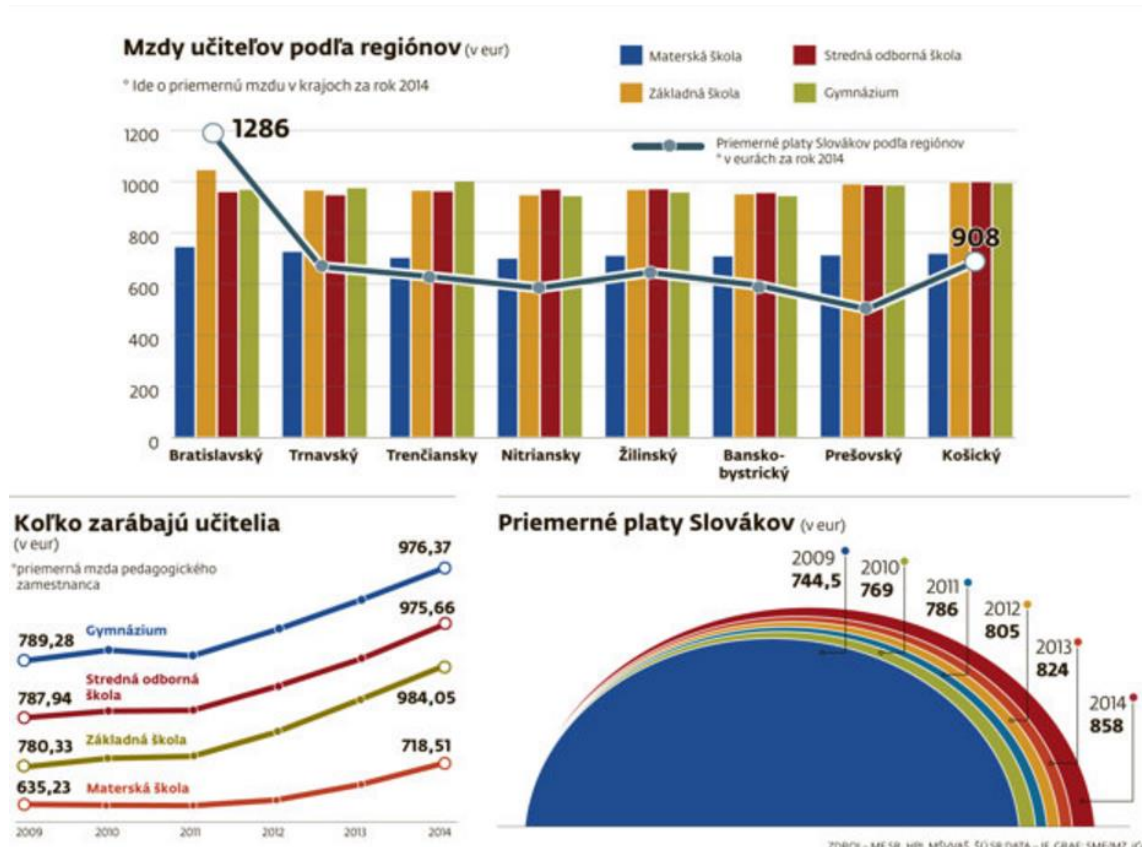 Mzdy učiteľov podľa regiónov (v eur)
* Ide o priemernú mzdu v krajoch za rok 2014
Materská škola
Stredná odborná škola
Základná škola
Gymnázium
1286
Priemerné platy Slovákov podľa regiónov
* v eurách za rok 2014
1200
1000
800
600
400
200
0
908
Bratislavský
Trnavský
Trenčiansky
Nitriansky
Žilinský
Bansko-
bystrický
Prešovský
Košický
Koľko zarábajú učitelia
(v eur)
*priemerná mzda pedagogického
zamestnanca
976,37
789,28
Gymnázium
975,66
787,94
Stredná odborná
škola
984,05
780,33
Základná škola
718,51
635,23
Materská škola
2009 2010 2011 2012 2013 2014
Priemerné platy Slovákov (v eur)
2009
744,5
2010
769
2011
786
2012
805
2013
824
2014
858